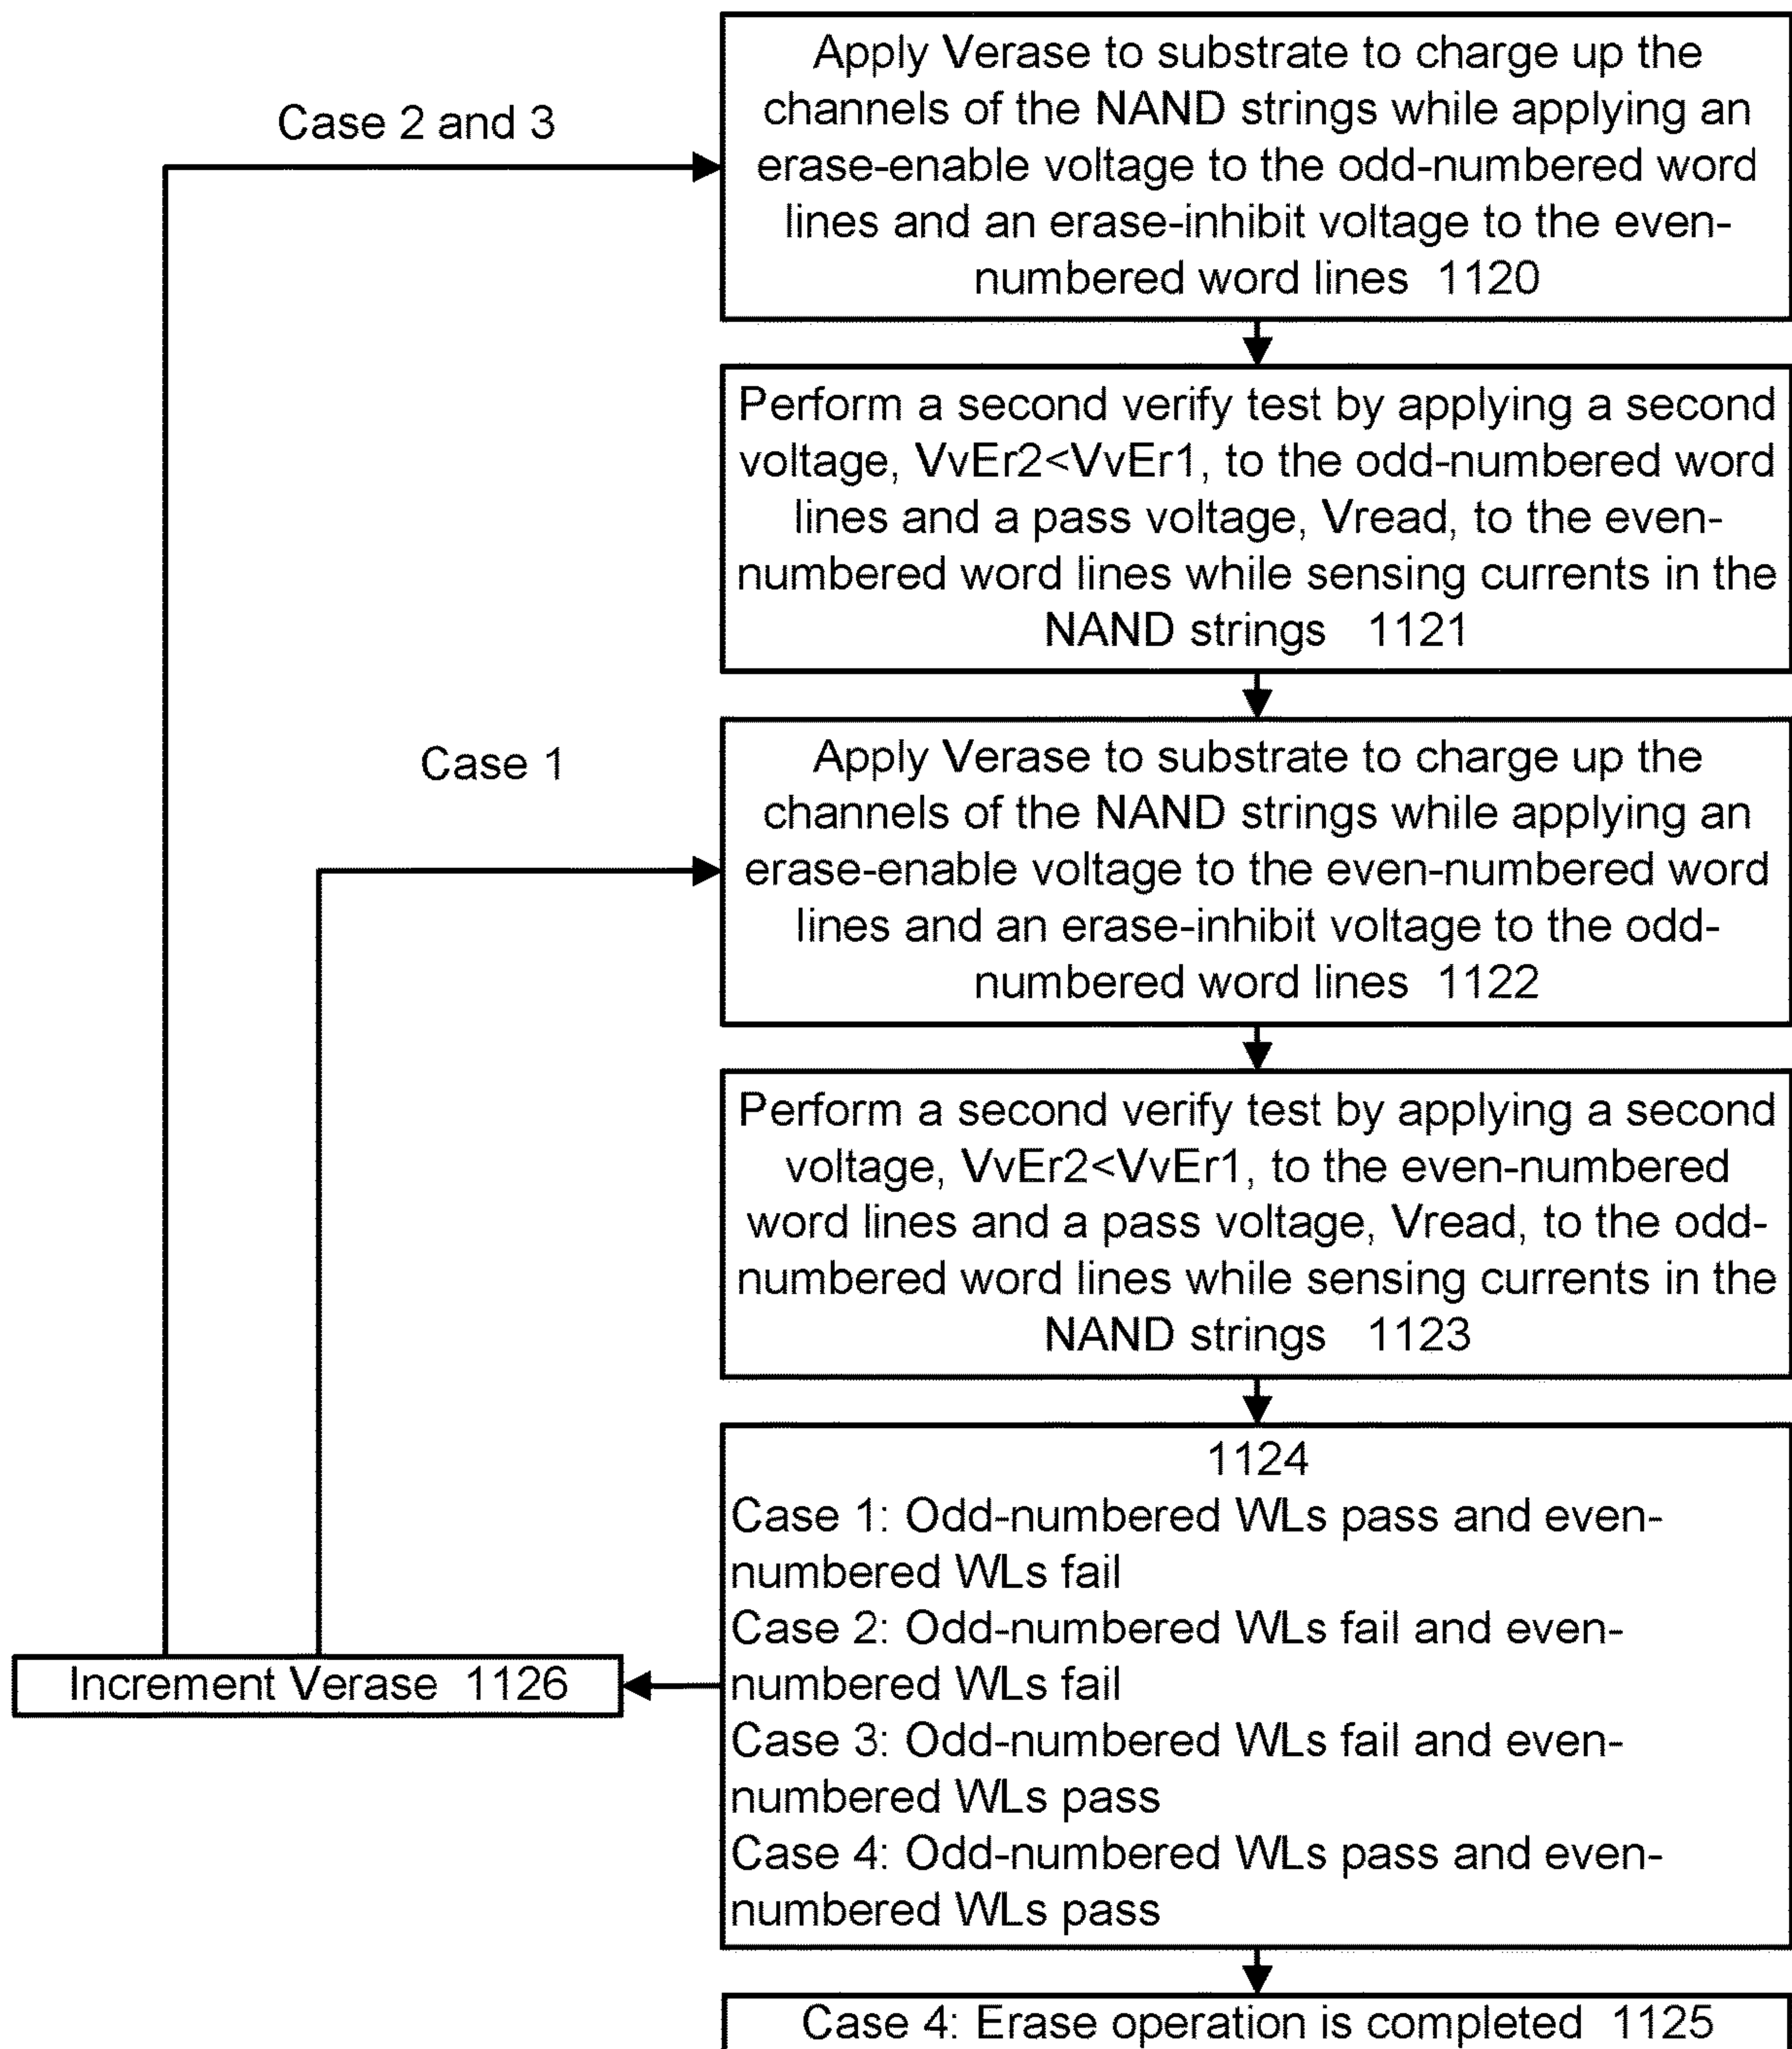 Apply Verase to substrate to charge up the
channels of the NAND strings while applying an
erase-enable voltage to the odd-numbered word
lines and an erase-inhibit voltage to the even-
numbered word lines 1120
Case 2 and 3
Perform a second verify test by applying a second
voltage, VvEr2<VvEr1, to the odd-numbered word
lines and a pass voltage, Vread, to the even-
numbered word lines while sensing currents in the
NAND strings 1121
Case 1
Apply Verase to substrate to charge up the
channels of the NAND strings while applying an
erase-enable voltage to the even-numbered word
lines and an erase-inhibit voltage to the odd-
numbered word lines 1122
Perform a second verify test by applying a second
voltage, VvEr2<VvEr1, to the even-numbered
word lines and a pass voltage, Vread, to the odd-
numbered word lines while sensing currents in the
NAND strings 1123
1124
Case 1: Odd-numbered WLs pass and even-
numbered WLs fail
Case 2: Odd-numbered WLs fail and even-
numbered WLs fail
Case 3: Odd-numbered WLs fail and even-
numbered WLs pass
Case 4: Odd-numbered WLs pass and even-
numbered WLs pass
Increment Verase 1126
Case 4: Erase operation is completed 1125